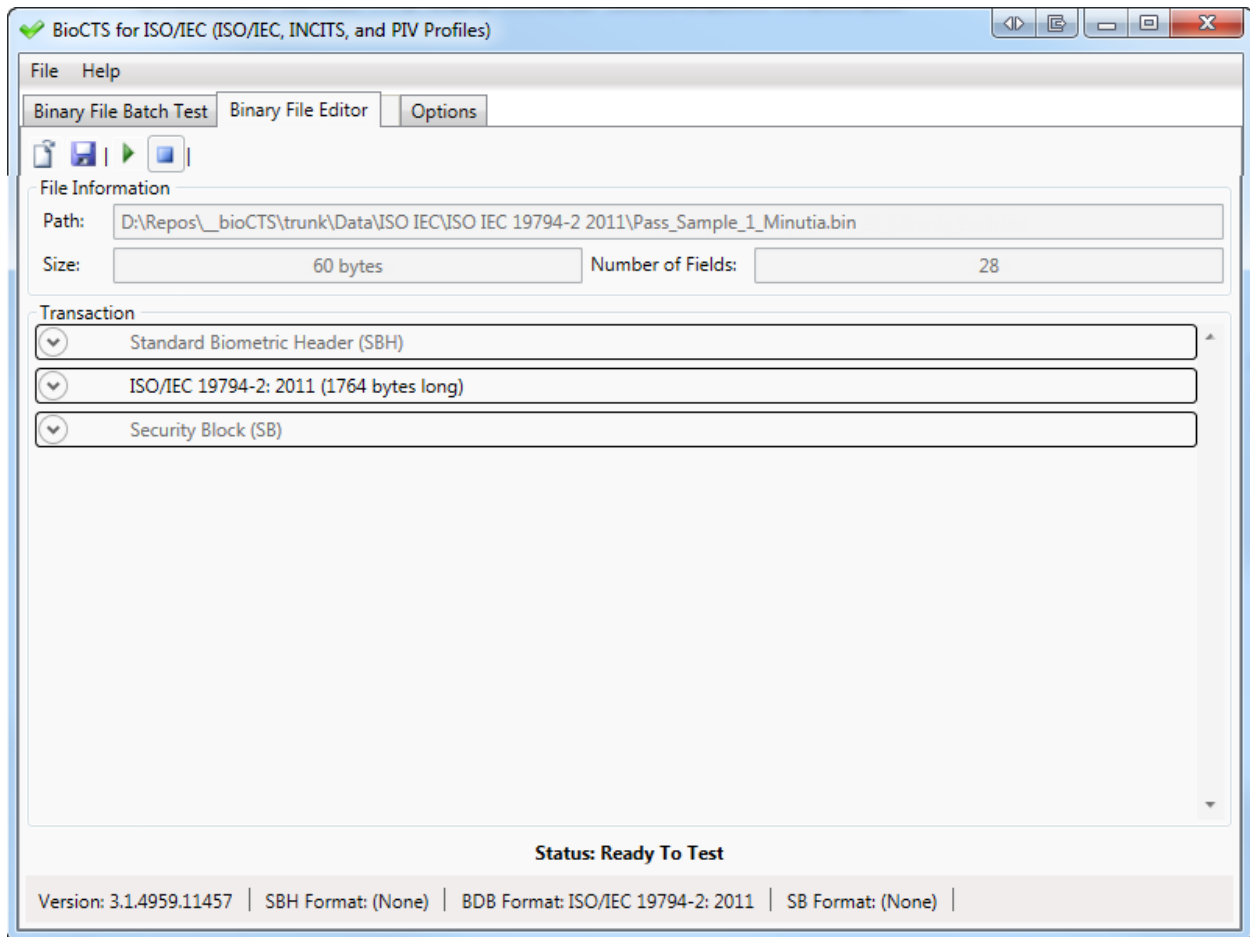 BioCTS for ISO/IEC (ISO/IEC, INCITS, and PIV Profiles)
File Help
Binary File Batch Test Binary File Editor Options
File Information
Path: D:\Repos\__bioCTS\trunk\Data\ISO IEC\ISO IEC 19794-2 2011\Pass_Sample_1_Minutia.bin
Size: 60 bytes Number of Fields: 28
Transaction
Standard Biometric Header (SBH)
ISO/IEC 19794-2: 2011 (1764 bytes long)
Security Block (SB)
Status: Ready To Test
Version: 3.1.4959.11457 | SBH Format: (None) | BDB Format: ISO/IEC 19794-2: 2011 | SB Format: (None) |